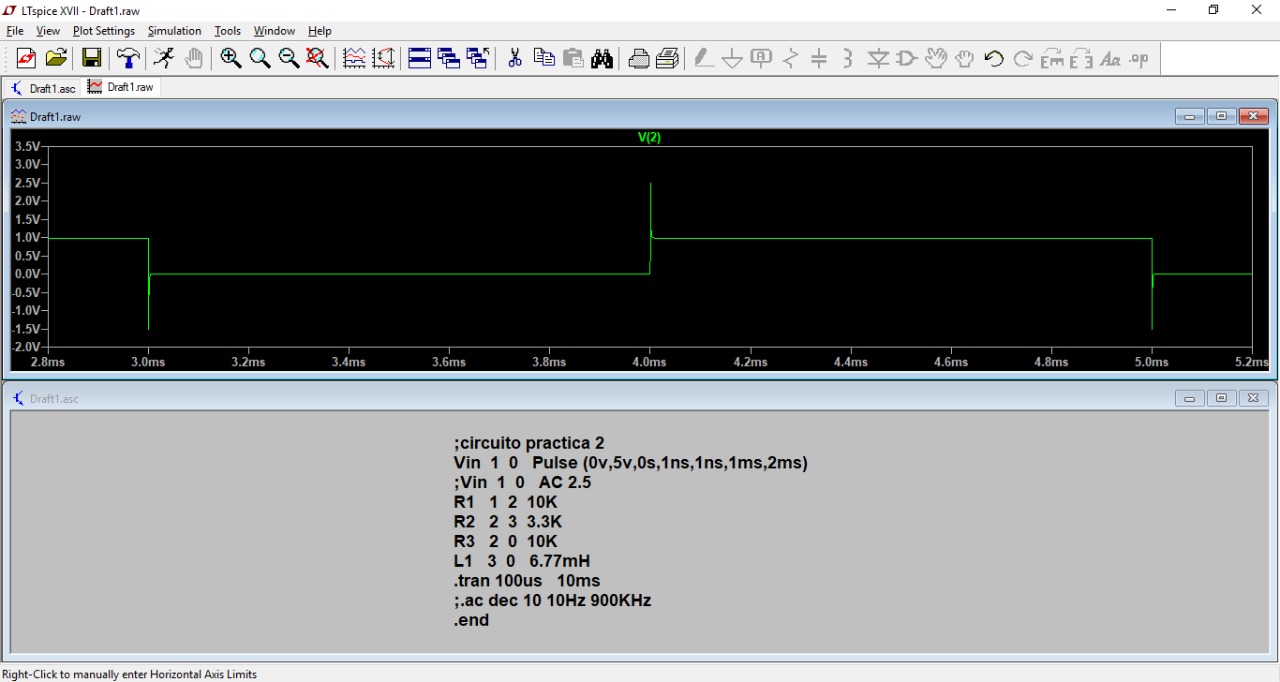 LTspice XVII - Draft1.raw
File View Plot Settings Simulation Tools Window Help
Aa .op
Draft1.asc Draft1.raw
Draft1.raw
V(2)
3.5V
3.0V
2.5V
2.0V
1.5V
1.0V
0.5V
0.0V
-0.5V
-1.0V
-1.5V
-2.0V
2.8ms 3.0ms 3.2ms 3.4ms 3.6ms 3.8ms 4.0ms 4.2ms 4.4ms 4.6ms 4.8ms 5.0ms 5.2ms
Draft1.asc
;circuito practica 2
Vin 1 0 Pulse (0v,5v,0s,1ns,1ns,1ms,2ms)
;Vin 1 0 AC 2.5
R1 1 2 10K
R2 2 3 3.3K
R3 2 0 10K
L1 3 0 6.77mH
.tran 100us 10ms
;.ac dec 10 10Hz 900KHz
.end
Right-Click to manually enter Horizontal Axis Limits